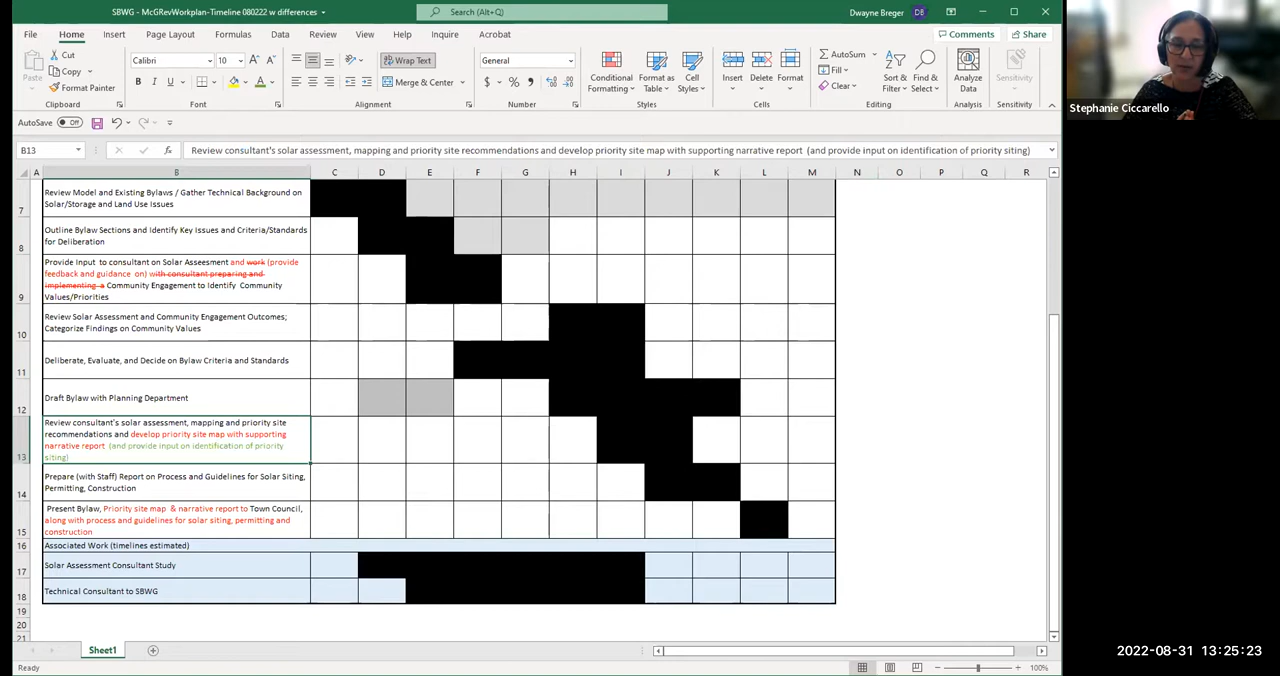 SBWG - McGRevWorkplan-Timeline 080222 w differences
Search (Alt+Q)
Dwayne Breger
DB
File
Home
Insert
Page Layout
Formulas
Data
Review
View
Help
Inquire
Acrobat
Comments
Share
Paste
Cut
Copy
Format Painter
Calibri
10
B I U
Wrap Text
Merge & Center
General
$ % 9
Conditional Formatting
Format as Table
Cell Styles
Insert
Delete
Format
AutoSum
Fill
Clear
Sort & Filter
Find & Select
Analyze Data
Sensitivity
Clipboard
Font
Alignment
Number
Styles
Cells
Editing
Analysis
Sensitivity
AutoSave Off
B13
fx
Review consultant's solar assessment, mapping and priority site recommendations and develop priority site map with supporting narrative report (and provide input on identification of priority siting)
A B C D E F G H I J K L M N O P Q R
7
Review Model and Existing Bylaws / Gather Technical Background on
Solar/Storage and Land Use Issues
8
Outline Bylaw Sections and Identify Key Issues and Criteria/Standards
for Deliberation
9
Provide Input to consultant on Solar Assesment and work (provide
feedback and guidance on) with consultant preparing and
implementing a Community Engagement to Identify Community
Values/Priorities
10
Review Solar Assessment and Community Engagement Outcomes;
Categorize Findings on Community Values
11
Deliberate, Evaluate, and Decide on Bylaw Criteria and Standards
12
Draft Bylaw with Planning Department
13
Review consultant's solar assessment, mapping and priority site
recommendations and develop priority site map with supporting
narrative report (and provide input on identification of priority
siting)
14
Prepare (with Staff) Report on Process and Guidelines for Solar Siting,
Permitting, Construction
15
Present Bylaw, Priority site map & narrative report to Town Council,
along with process and guidelines for solar siting, permitting and
construction
16
Associated Work (timelines estimated)
17
Solar Assessment Consultant Study
18
Technical Consultant to SBWG
19
20
21
Sheet1
Ready
100%
Stephanie Ciccarello
2022-08-31 13:25:23